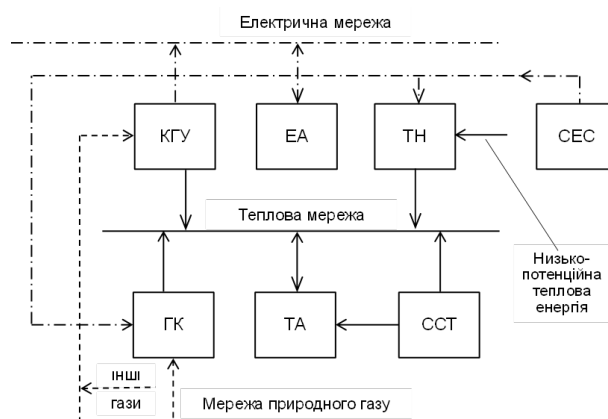 Електрична мережа
КГУ
ЕА
ТН
СЕС
Теплова мережа
Низько-
потенційна
теплова
енергія
ГК
ТА
ССТ
інші
гази
Мережа природного газу